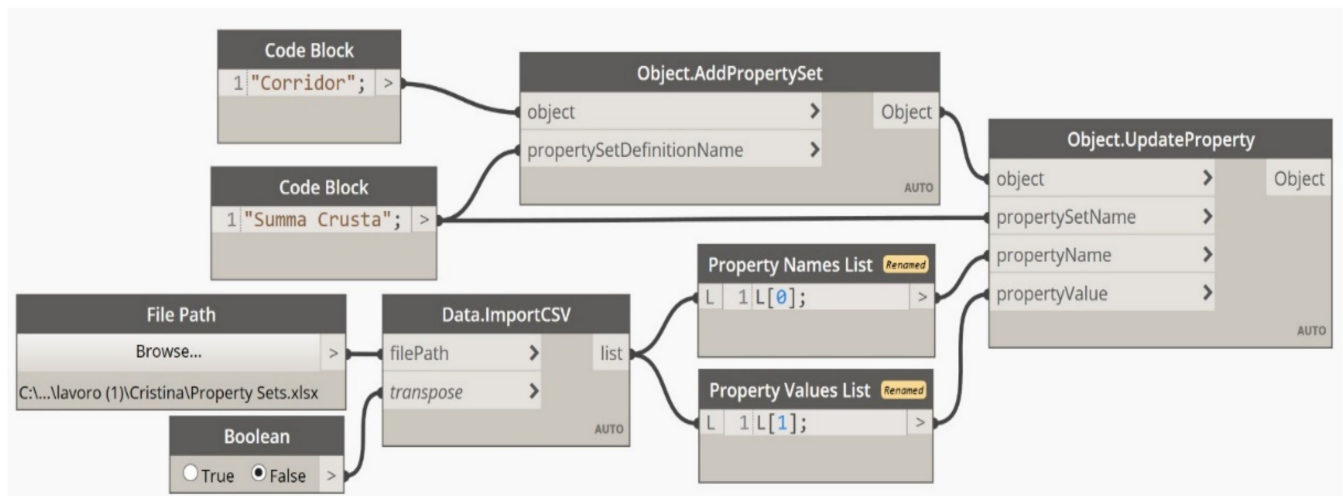 Code Block
1 "Corridor"; >
Object.AddPropertySet
object >
Object
propertySetDefinitionName >
AUTO
Code Block
1 "Summa Crusta"; >
Object.UpdateProperty
object >
Object
propertySetName >
propertyName >
propertyValue >
AUTO
File Path
Browse... >
C:\...\lavoro (1)\Cristina\Property Sets.xlsx
Boolean
True False >
Data.ImportCSV
filePath >
list
transpose >
AUTO
Property Names List Renamed
L 1 L[0]; >
Property Values List Renamed
L 1 L[1]; >